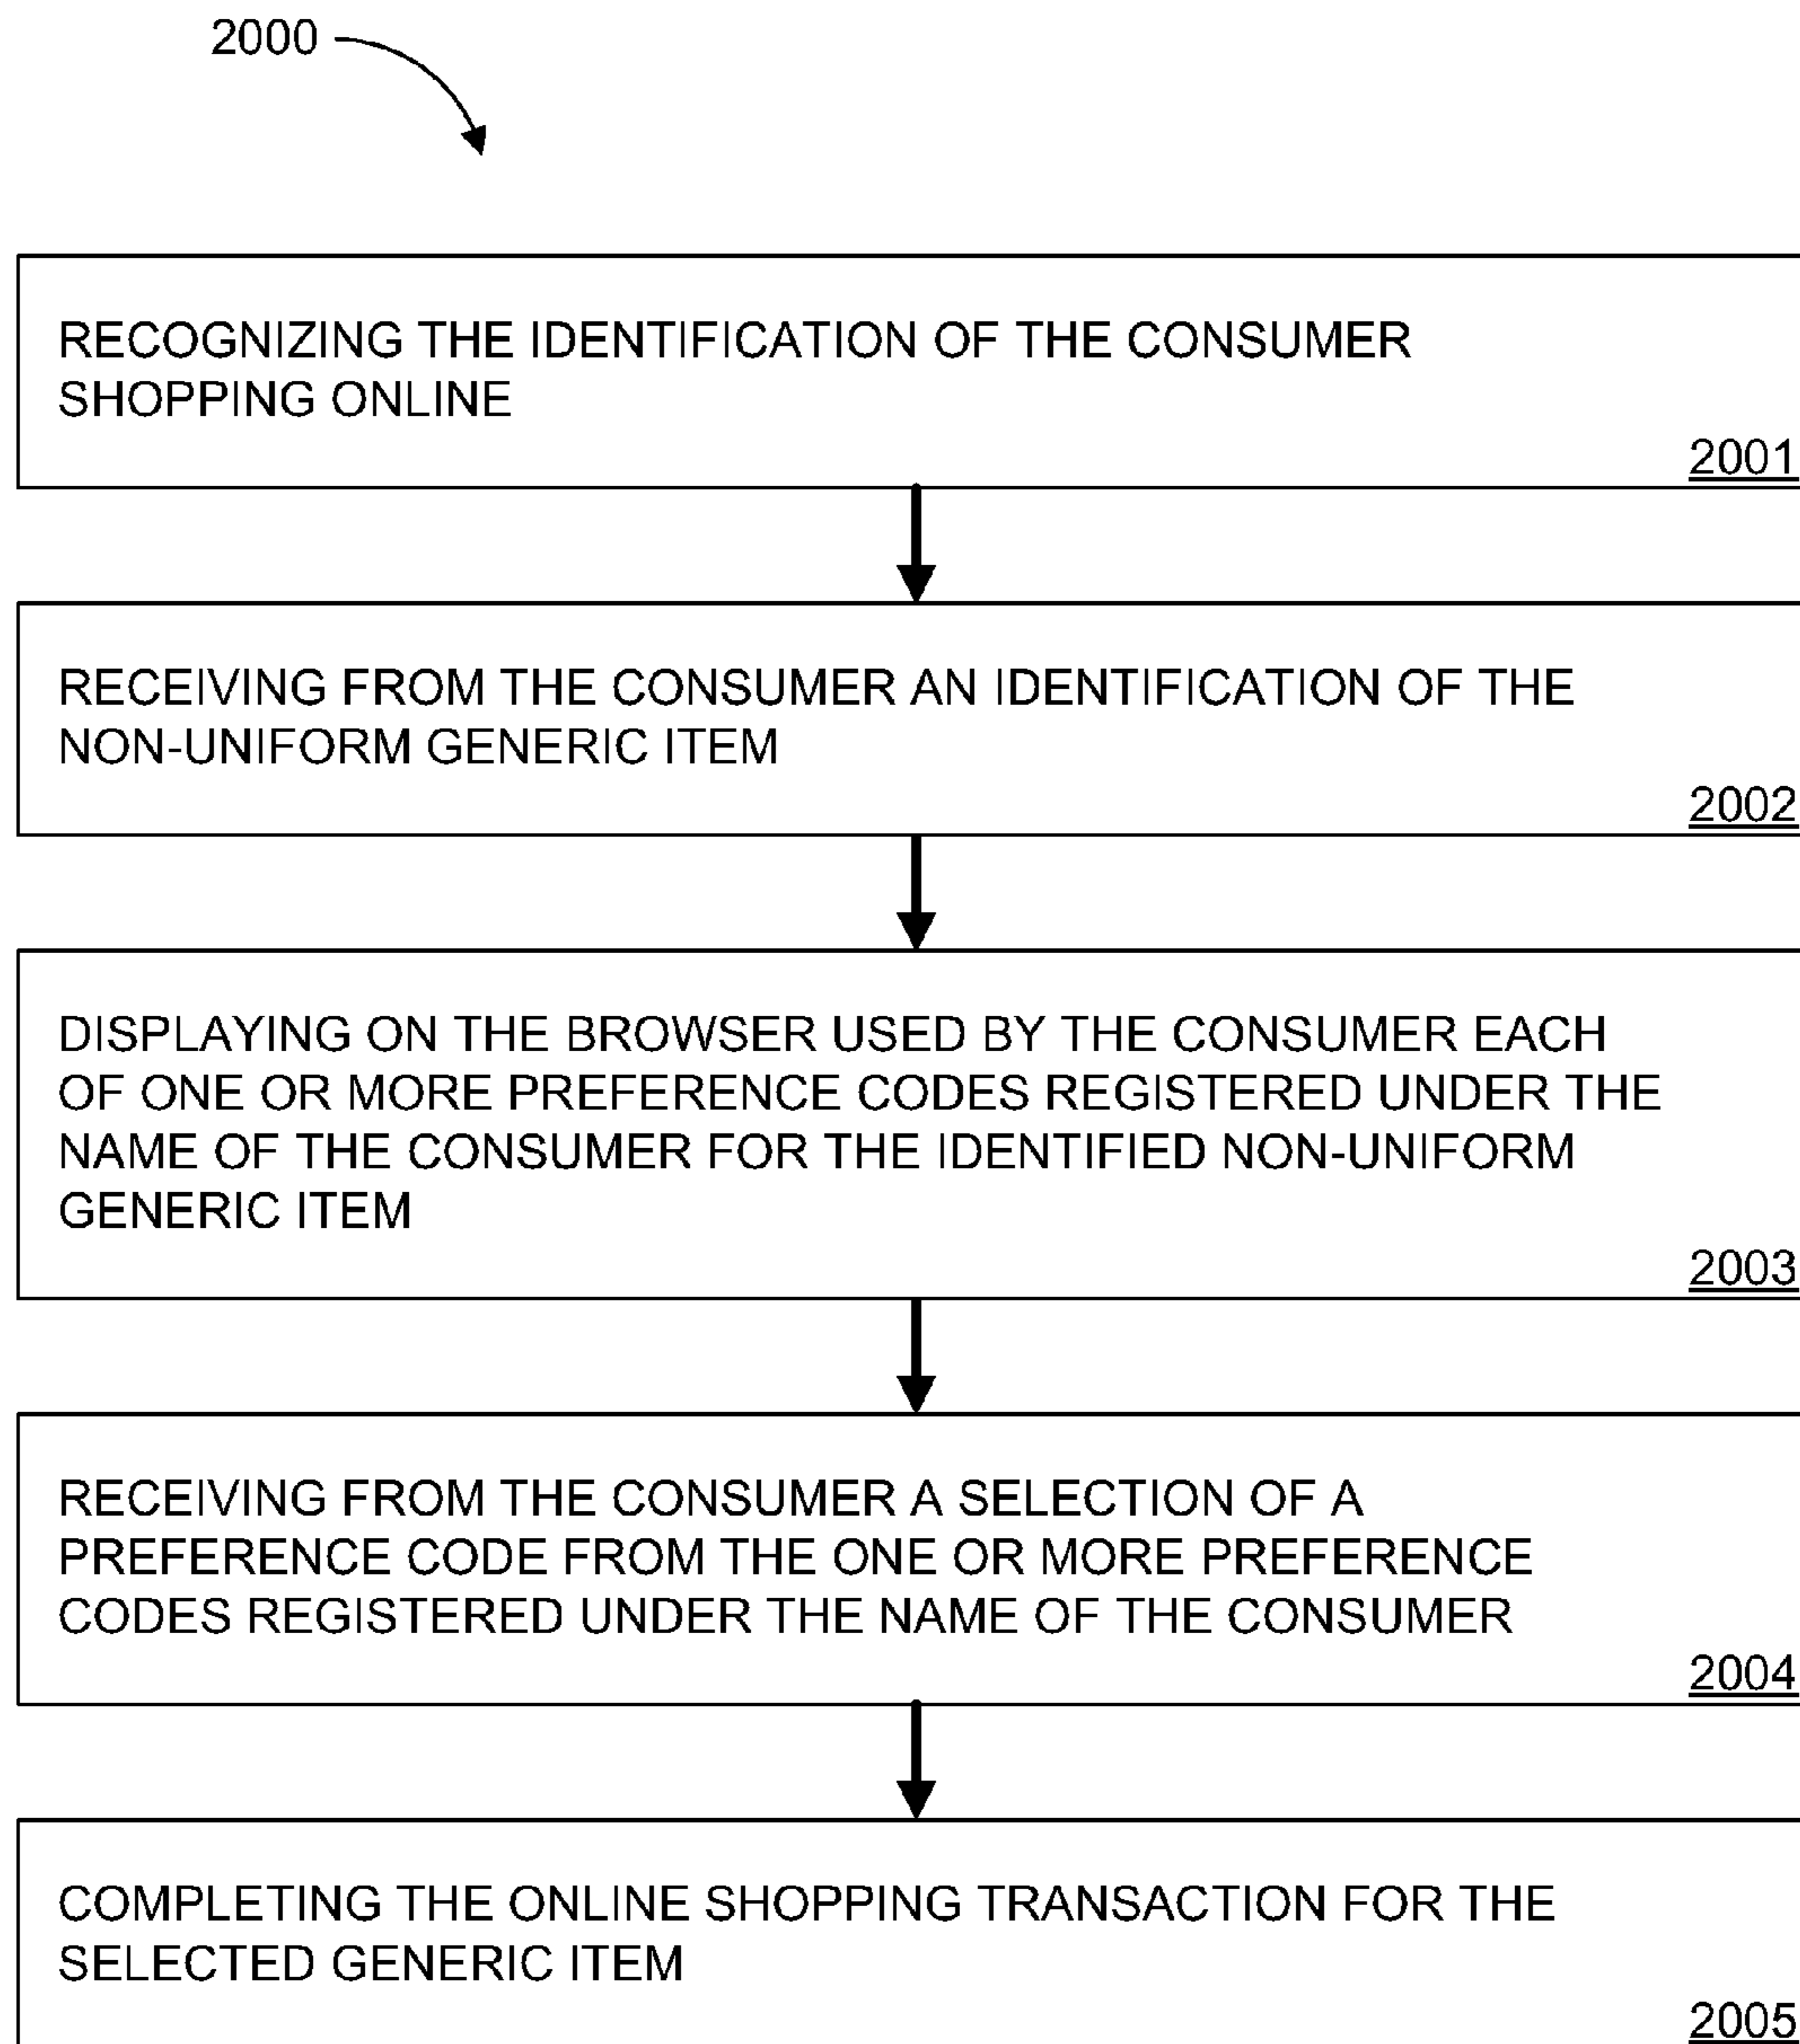 2000
RECOGNIZING THE IDENTIFICATION OF THE CONSUMER
SHOPPING ONLINE
2001
RECEIVING FROM THE CONSUMER AN IDENTIFICATION OF THE
NON-UNIFORM GENERIC ITEM
2002
DISPLAYING ON THE BROWSER USED BY THE CONSUMER EACH
OF ONE OR MORE PREFERENCE CODES REGISTERED UNDER THE
NAME OF THE CONSUMER FOR THE IDENTIFIED NON-UNIFORM
GENERIC ITEM
2003
RECEIVING FROM THE CONSUMER A SELECTION OF A
PREFERENCE CODE FROM THE ONE OR MORE PREFERENCE
CODES REGISTERED UNDER THE NAME OF THE CONSUMER
2004
COMPLETING THE ONLINE SHOPPING TRANSACTION FOR THE
SELECTED GENERIC ITEM
2005